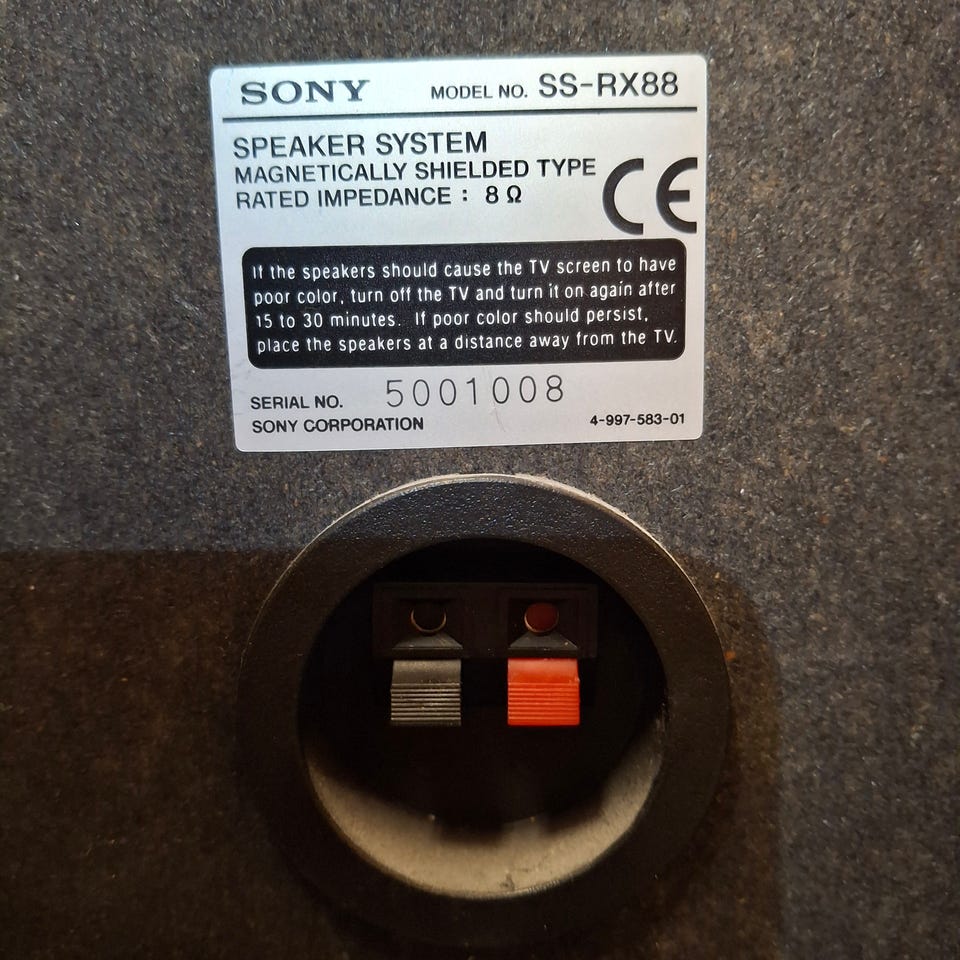 SONY MODEL NO. SS-RX88
SPEAKER SYSTEM
MAGNETICALLY SHIELDED TYPE
RATED IMPEDANCE : 8 Ω
CE
If the speakers should cause the TV screen to have
poor color, turn off the TV and turn it on again after
15 to 30 minutes. If poor color should persist,
place the speakers at a distance away from the TV.
SERIAL NO. 5001008
SONY CORPORATION 4-997-583-01